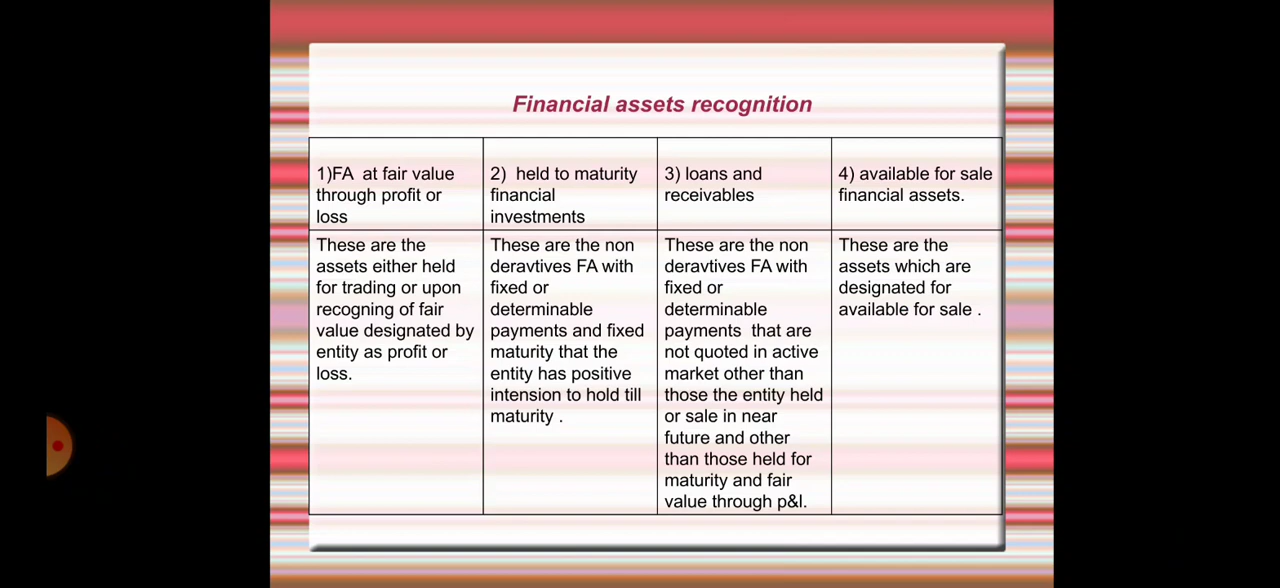 Financial assets recognition
1)FA at fair value
through profit or
loss
2) held to maturity
financial
investments
3) loans and
receivables
4) available for sale
financial assets.
These are the
assets either held
for trading or upon
recogning of fair
value designated by
entity as profit or
loss.
These are the non
deravtives FA with
fixed or
determinable
payments and fixed
maturity that the
entity has positive
intension to hold till
maturity .
These are the non
deravtives FA with
fixed or
determinable
payments that are
not quoted in active
market other than
those the entity held
or sale in near
future and other
than those held for
maturity and fair
value through p&l.
These are the
assets which are
designated for
available for sale .